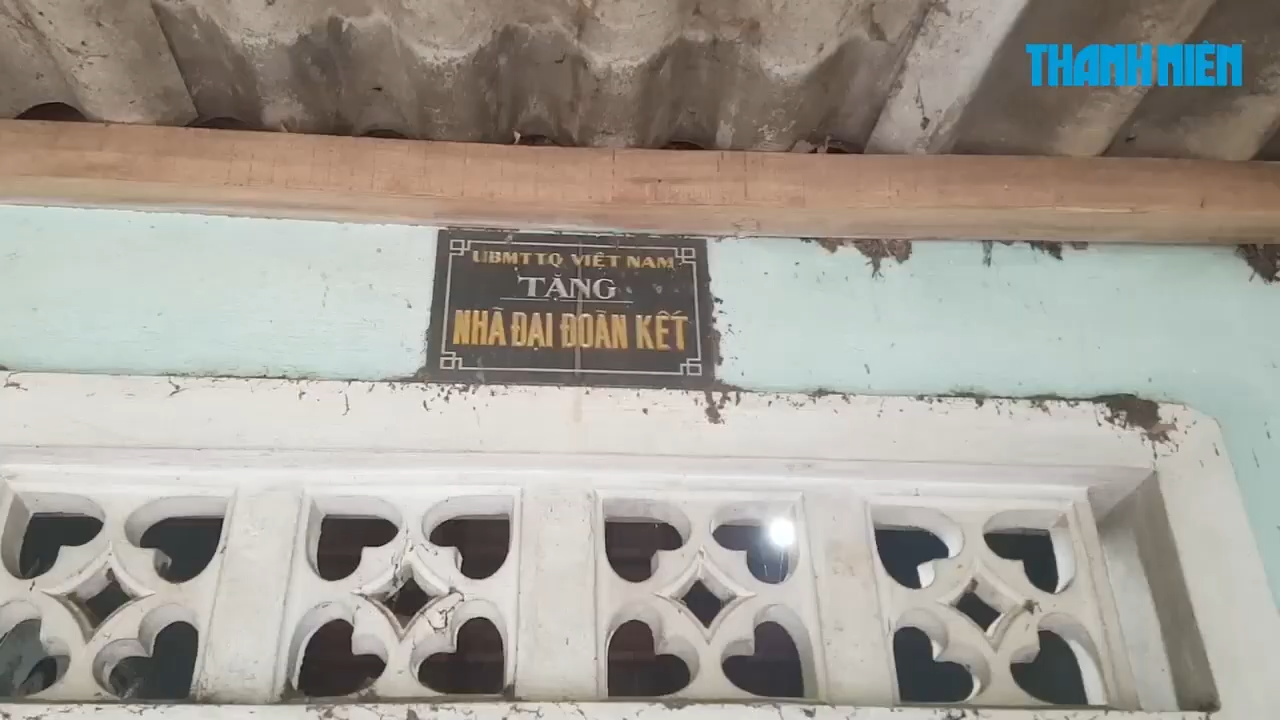 THANH NIÊN
UBMTTQ VIỆT NAM
TẶNG
NHÀ ĐẠI ĐOÀN KẾT